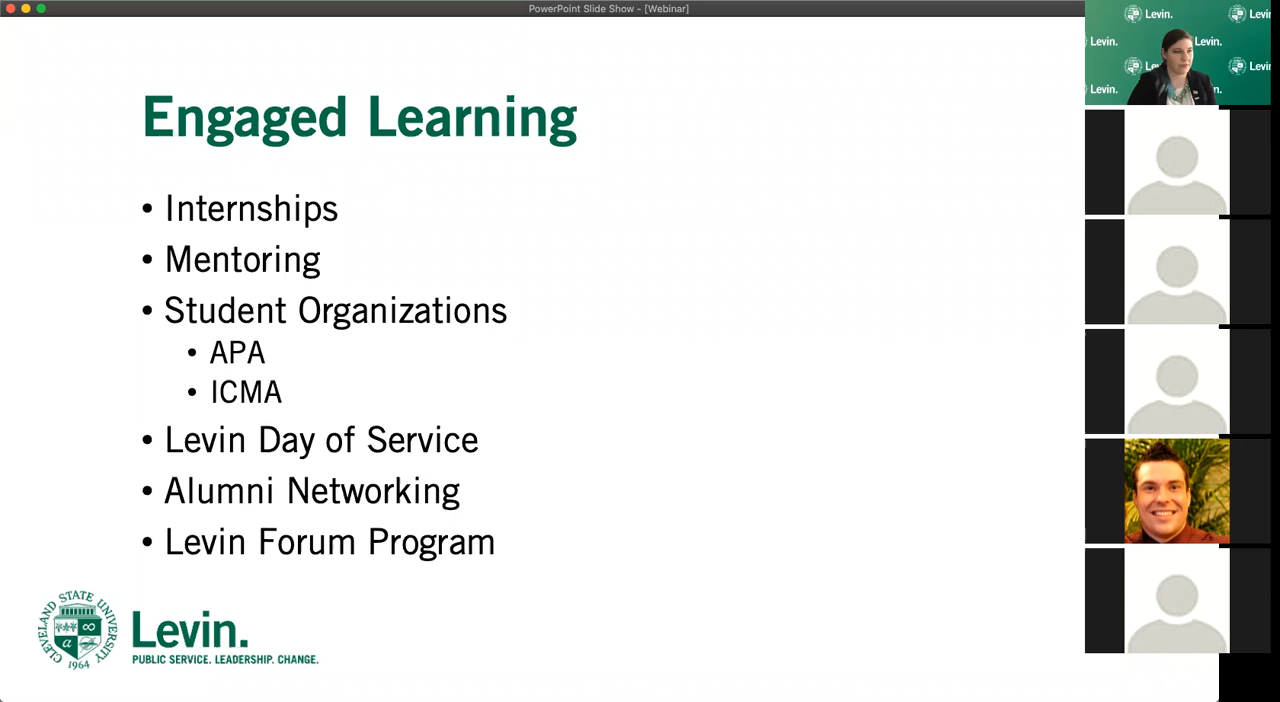 PowerPoint Slide Show - [Webinar]
Engaged Learning
• Internships
• Mentoring
• Student Organizations
• APA
• ICMA
• Levin Day of Service
• Alumni Networking
• Levin Forum Program
CLEVELAND STATE UNIVERSITY
a
1964
Levin.
PUBLIC SERVICE. LEADERSHIP. CHANGE.
Levin.
Levin.
Levin.
Levin.
Levin.